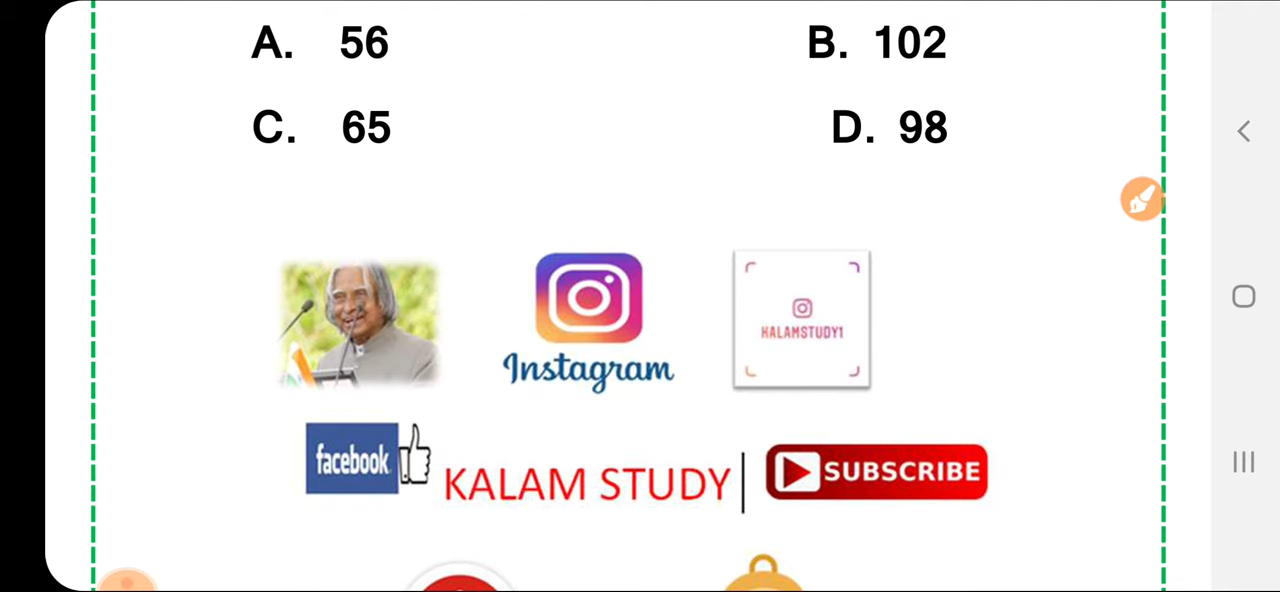 A. 56 B. 102
C. 65 D. 98
KALAMSTUDY1
Instagram
facebook
KALAM STUDY| SUBSCRIBE